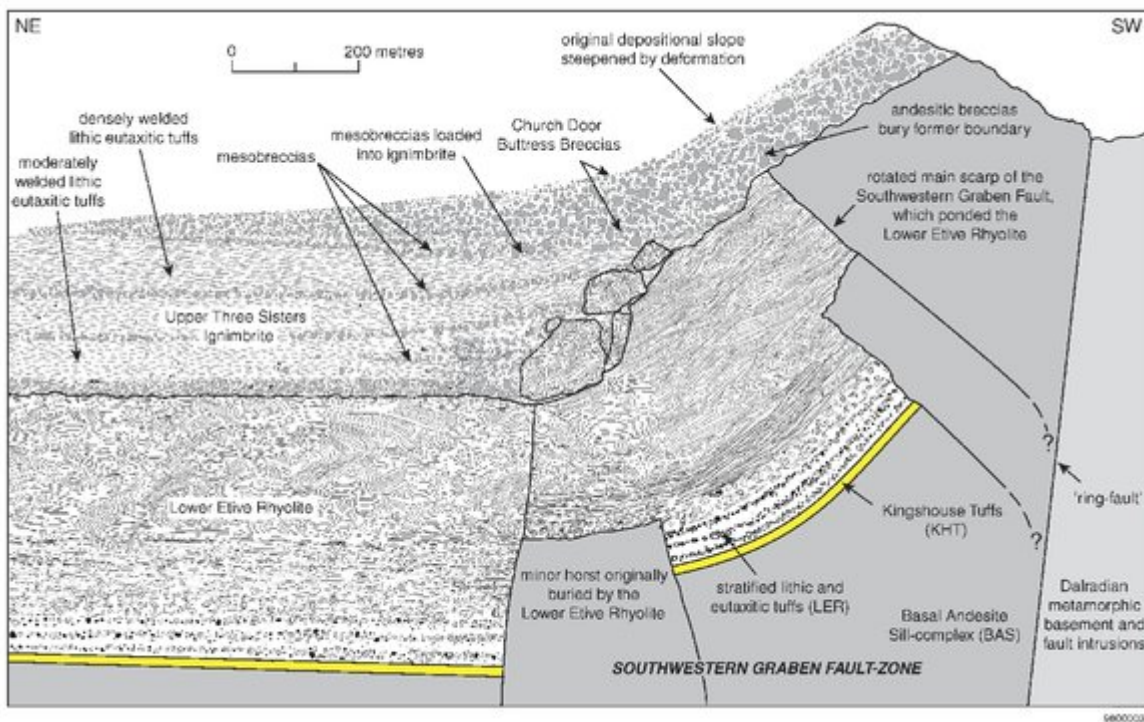 NE
SW
0
200 metres
original depositional slope
steepened by deformation
densely welded
lithic eutaxitic tuffs
mesobreccias loaded
into ignimbrite
Church Door
Buttress Breccias
andesitic breccias
bury former boundary
mesobreccias
moderately
welded lithic
eutaxitic tuffs
rotated main scarp of the
Southwestern Graben Fault,
which ponded the
Lower Etive Rhyolite
Upper Three Sisters
Ignimbrite
Lower Etive Rhyolite
?
'ring-fault'
Kingshouse Tuffs
(KHT)
?
minor horst originally
buried by the
Lower Etive Rhyolite
stratified lithic and
eutaxitic tuffs (LER)
Basal Andesite
Sill-complex (BAS)
Dalradian
metamorphic
basement and
fault intrusions
SOUTHWESTERN GRABEN FAULT-ZONE